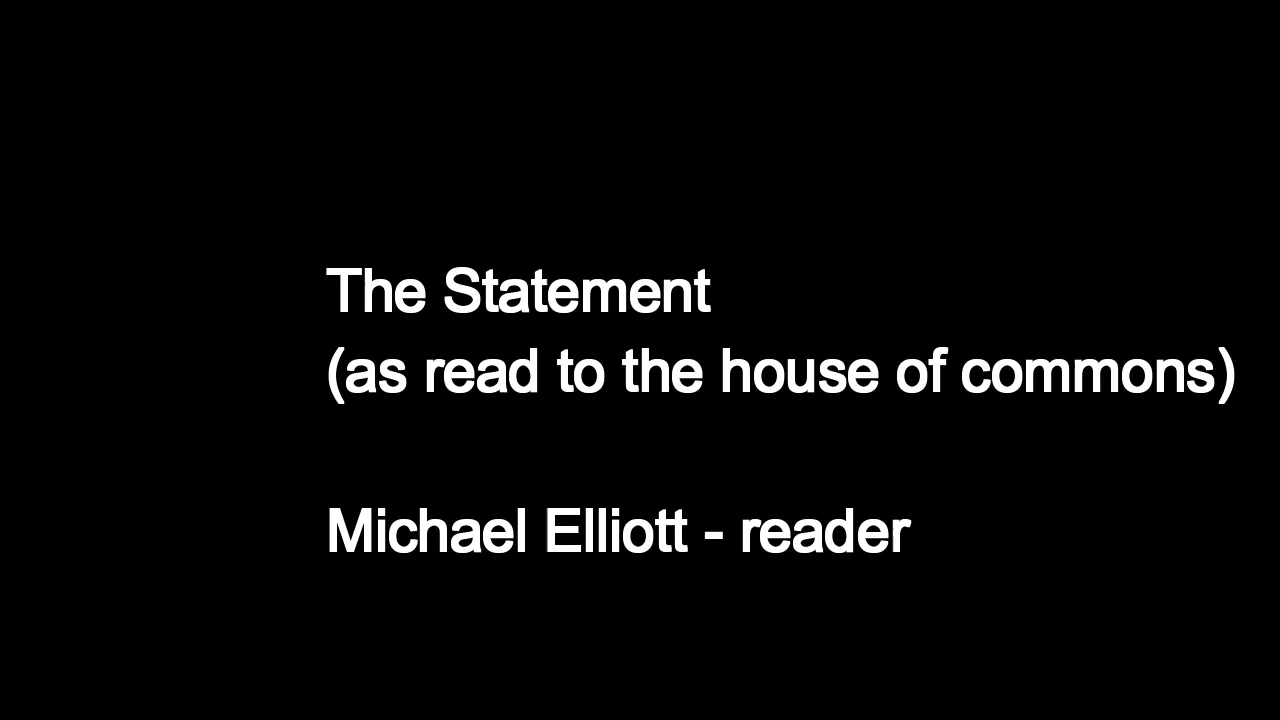 The Statement
(as read to the house of commons)
Michael Elliott - reader